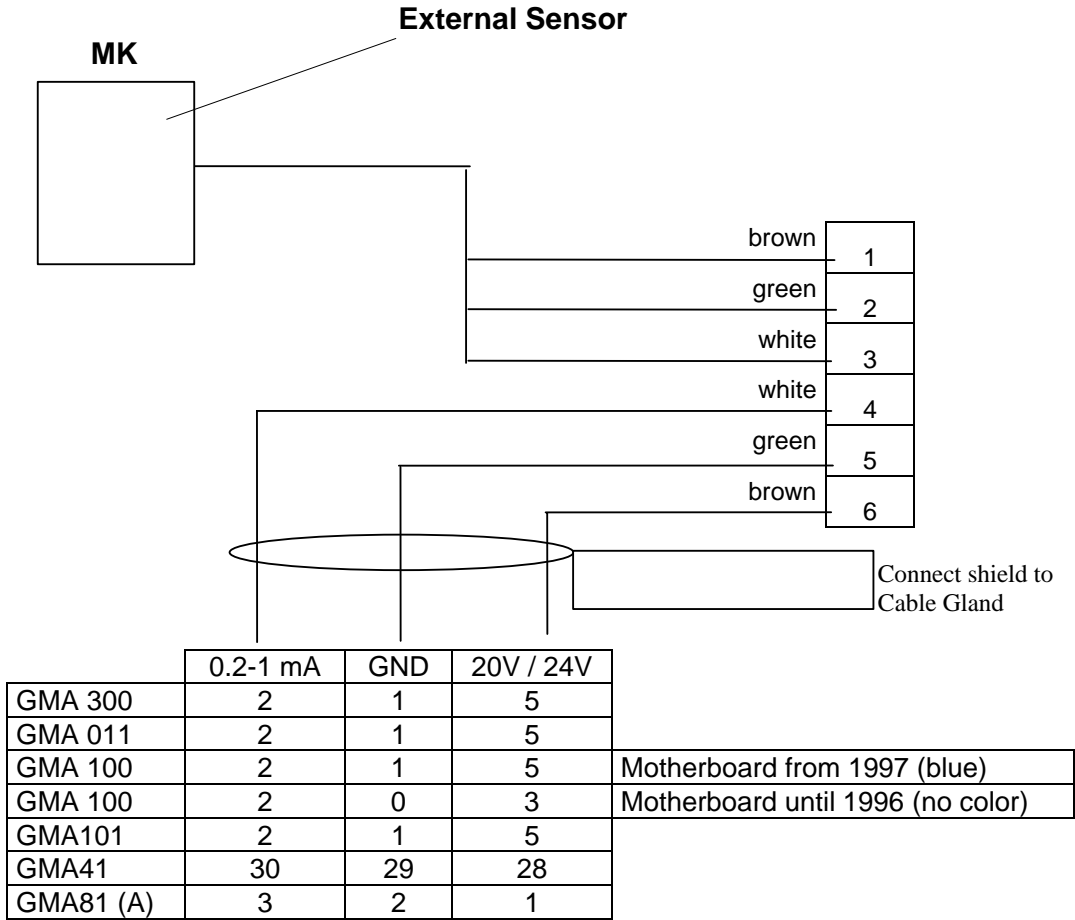 External Sensor
MK
brown 1
green 2
white 3
white 4
green 5
brown 6
Connect shield to
Cable Gland
0.2-1 mA GND 20V / 24V
GMA 300 2 1 5
GMA 011 2 1 5
GMA 100 2 1 5 Motherboard from 1997 (blue)
GMA 100 2 0 3 Motherboard until 1996 (no color)
GMA101 2 1 5
GMA41 30 29 28
GMA81 (A) 3 2 1